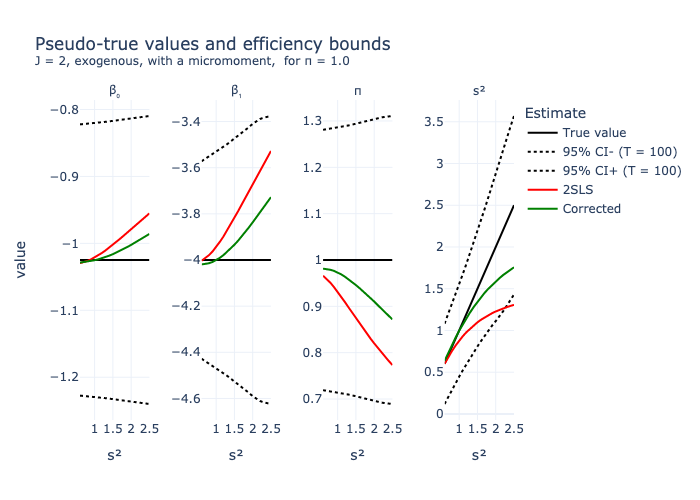 Pseudo-true values and efficiency bounds
J = 2, exogenous, with a micromoment,  for π = 1.0
β₀
β₁
π
s²
−0.8
−0.9
−1
−1.1
−1.2
−3.4
−3.6
−3.8
−4
−4.2
−4.4
−4.6
1.3
1.2
1.1
1
0.9
0.8
0.7
3.5
3
2.5
2
1.5
1
0.5
0
1 1.5 2 2.5
1 1.5 2 2.5
1 1.5 2 2.5
1 1.5 2 2.5
s²
s²
s²
s²
value
Estimate
True value
95% CI- (T = 100)
95% CI+ (T = 100)
2SLS
Corrected